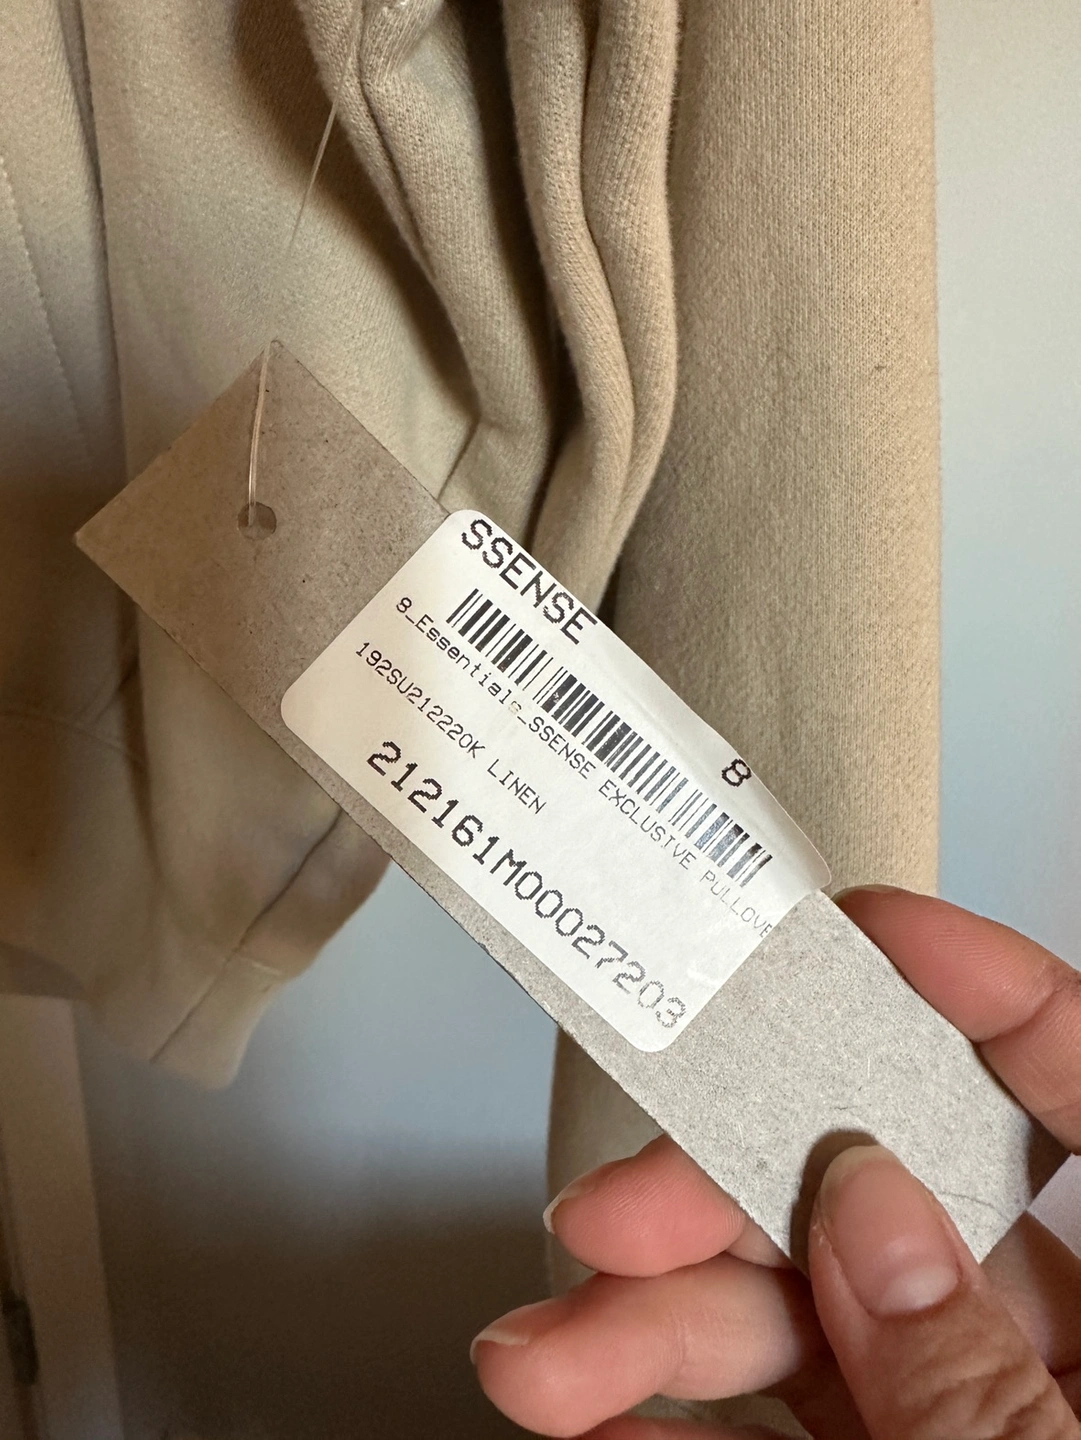 SSENSE
8
8_Essentials_SSENSE EXCLUSIVE PULLOVE
192SU212220K LINEN
212161M00027203